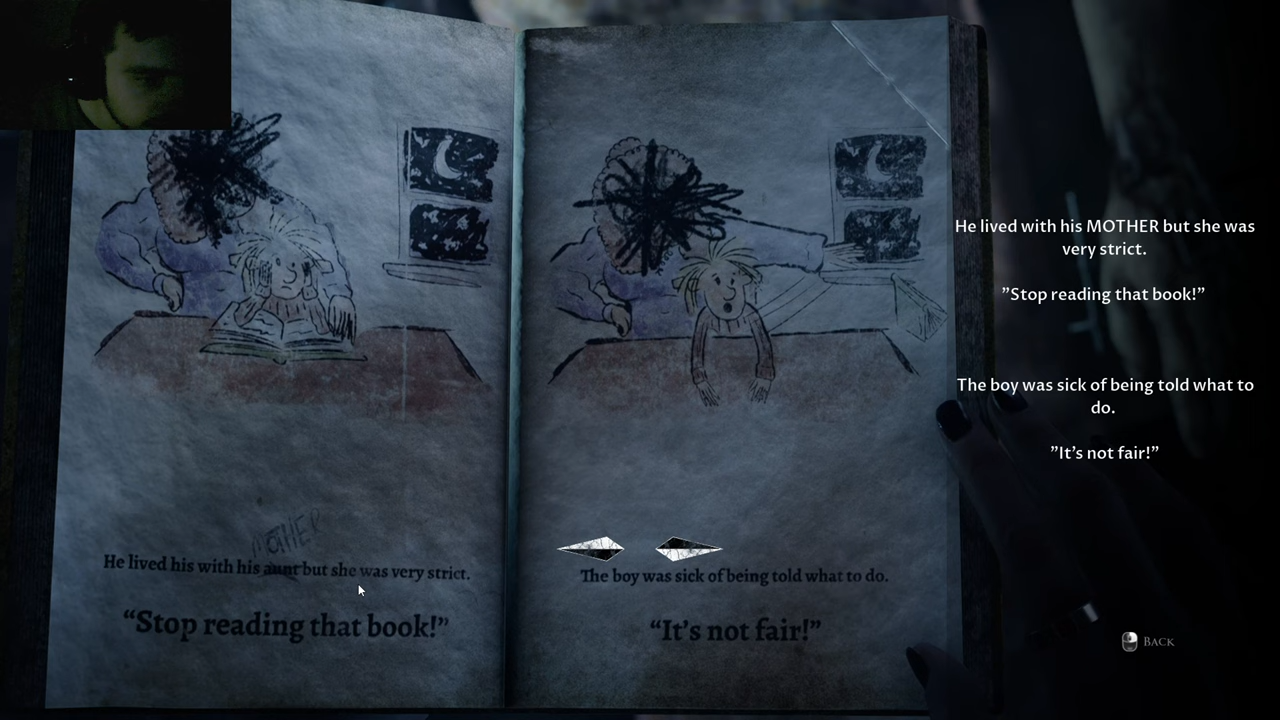 MOTHER
He lived his with his aunt but she was very strict.
“Stop reading that book!”
The boy was sick of being told what to do.
“It’s not fair!”
He lived with his MOTHER but she was
very strict.
”Stop reading that book!”
The boy was sick of being told what to
do.
”It’s not fair!”
BACK